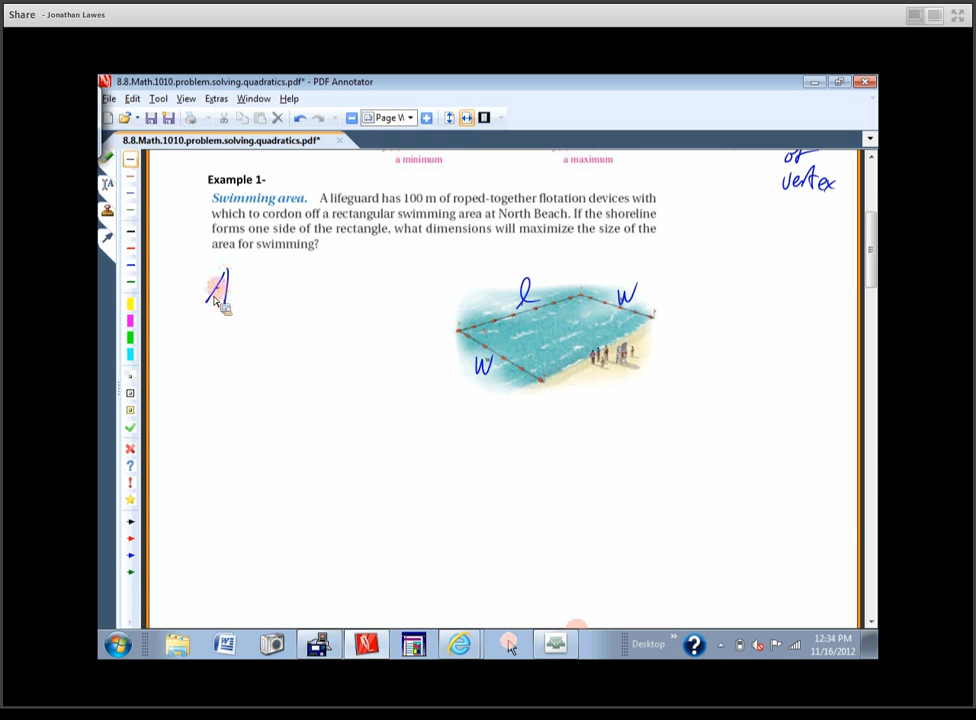 Share - Jonathan Lawes
8.8.Math.1010.problem.solving.quadratics.pdf* - PDF Annotator
File Edit Tool View Extras Window Help
Page W
8.8.Math.1010.problem.solving.quadratics.pdf*
a minimum a maximum
of
vertex
Example 1-
Swimming area. A lifeguard has 100 m of roped-together flotation devices with
which to cordon off a rectangular swimming area at North Beach. If the shoreline
forms one side of the rectangle, what dimensions will maximize the size of the
area for swimming?
A
l
w
w
Desktop
12:34 PM
11/16/2012